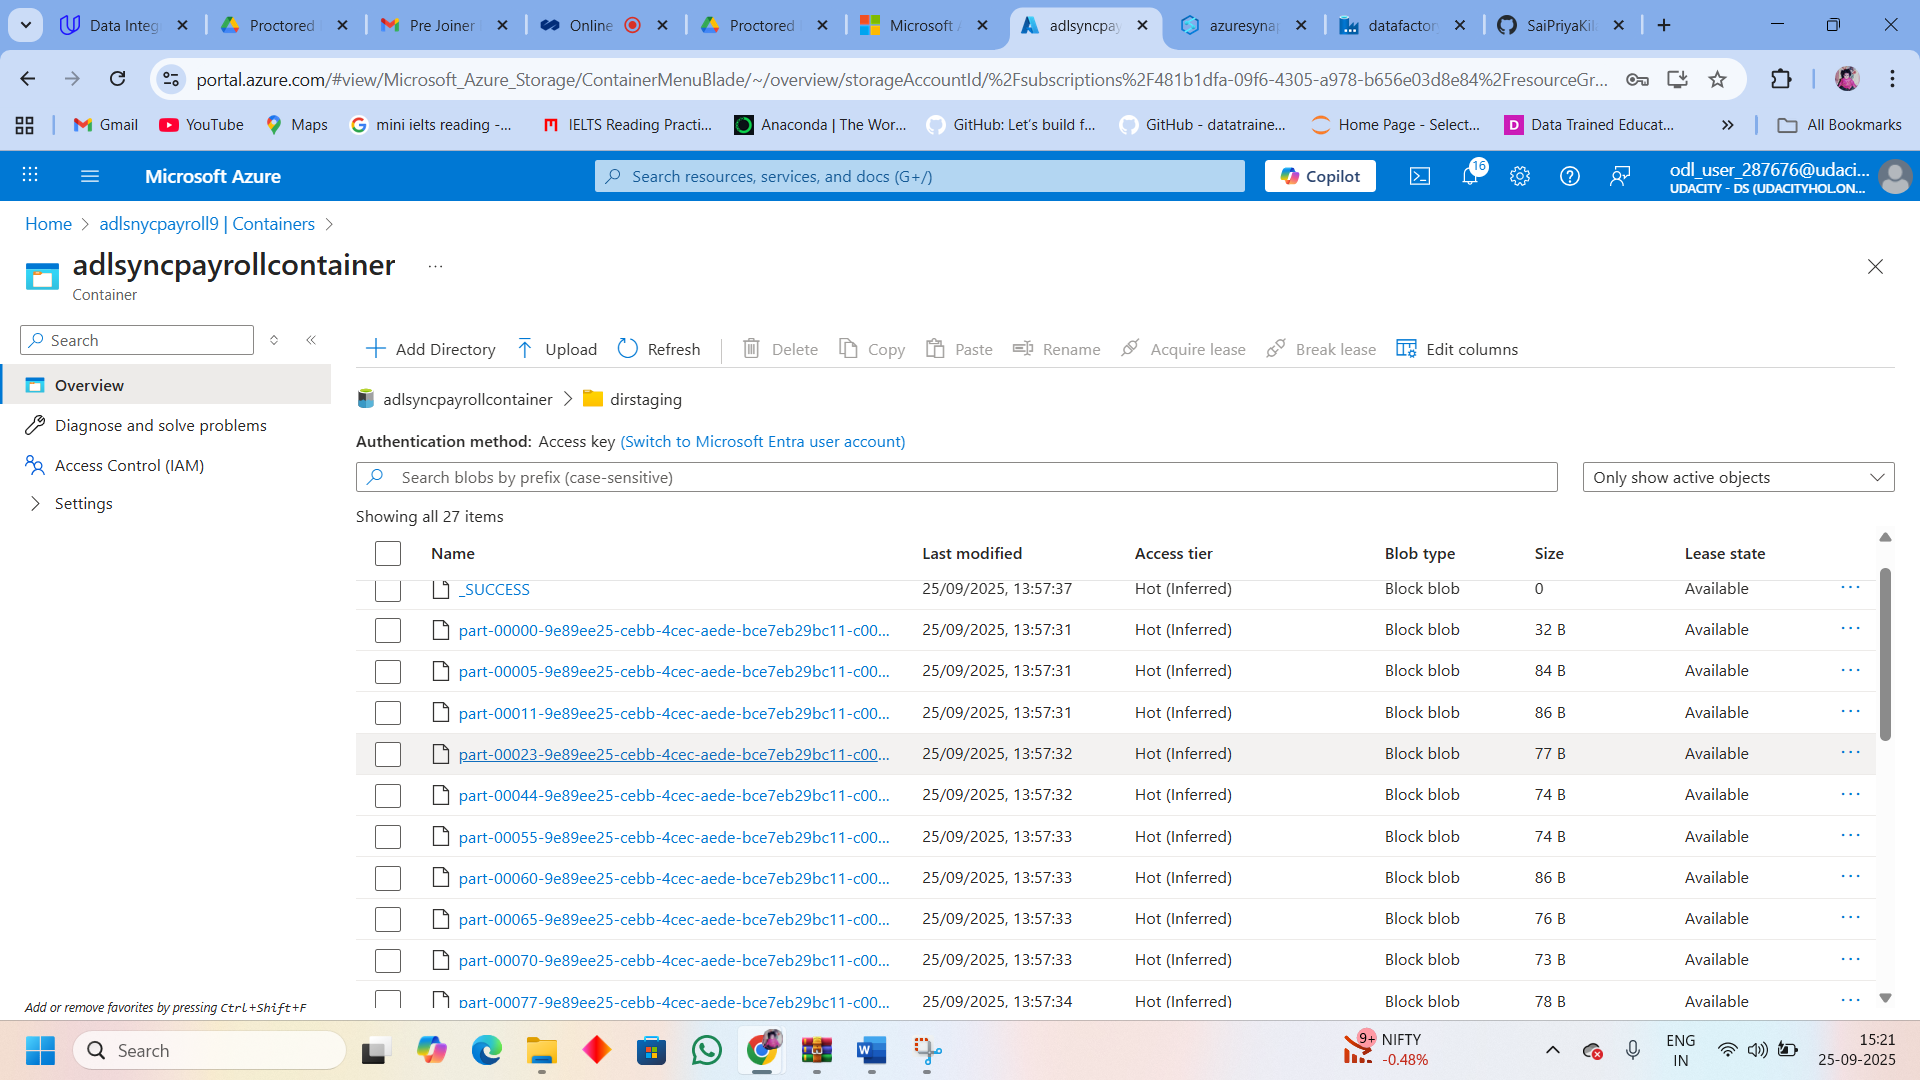 Data Integ
Proctored
Pre Joiner
Online
Proctored
Microsoft A
adlsyncpay
azuresyna
datafactor
SaiPriyaKil
portal.azure.com/#view/Microsoft_Azure_Storage/ContainerMenuBlade/~/overview/storageAccountId/%2Fsubscriptions%2F481b1dfa-09f6-4305-a978-b656e03d8e84%2FresourceGr...
Gmail
YouTube
Maps
mini ielts reading -...
IELTS Reading Practi...
Anaconda | The Wor...
GitHub: Let's build f...
GitHub - datatraine...
Home Page - Select...
Data Trained Educat...
All Bookmarks
Microsoft Azure
Search resources, services, and docs (G+/)
Copilot
16
odl_user_287676@udaci...
UDACITY - DS (UDACITYHOL.ON...
Home > adlsnycpayroll9 | Containers >
adlsyncpayrollcontainer ...
Container
Search
Overview
Diagnose and solve problems
Access Control (IAM)
Settings
Add or remove favorites by pressing Ctrl+Shift+F
Add Directory Upload Refresh Delete Copy Paste Rename Acquire lease Break lease Edit columns
adlsyncpayrollcontainer > dirstaging
Authentication method: Access key (Switch to Microsoft Entra user account)
Search blobs by prefix (case-sensitive)
Only show active objects
Showing all 27 items
Name Last modified Access tier Blob type Size Lease state
_SUCCESS 25/09/2025, 13:57:37 Hot (Inferred) Block blob 0 Available ...
part-00000-9e89ee25-cebb-4cec-aede-bce7eb29bc11-c00... 25/09/2025, 13:57:31 Hot (Inferred) Block blob 32 B Available ...
part-00005-9e89ee25-cebb-4cec-aede-bce7eb29bc11-c00... 25/09/2025, 13:57:31 Hot (Inferred) Block blob 84 B Available ...
part-00011-9e89ee25-cebb-4cec-aede-bce7eb29bc11-c00... 25/09/2025, 13:57:31 Hot (Inferred) Block blob 86 B Available ...
part-00023-9e89ee25-cebb-4cec-aede-bce7eb29bc11-c00... 25/09/2025, 13:57:32 Hot (Inferred) Block blob 77 B Available ...
part-00044-9e89ee25-cebb-4cec-aede-bce7eb29bc11-c00... 25/09/2025, 13:57:32 Hot (Inferred) Block blob 74 B Available ...
part-00055-9e89ee25-cebb-4cec-aede-bce7eb29bc11-c00... 25/09/2025, 13:57:33 Hot (Inferred) Block blob 74 B Available ...
part-00060-9e89ee25-cebb-4cec-aede-bce7eb29bc11-c00... 25/09/2025, 13:57:33 Hot (Inferred) Block blob 86 B Available ...
part-00065-9e89ee25-cebb-4cec-aede-bce7eb29bc11-c00... 25/09/2025, 13:57:33 Hot (Inferred) Block blob 76 B Available ...
part-00070-9e89ee25-cebb-4cec-aede-bce7eb29bc11-c00... 25/09/2025, 13:57:33 Hot (Inferred) Block blob 73 B Available ...
part-00077-9e89ee25-cebb-4cec-aede-bce7eb29bc11-c00... 25/09/2025, 13:57:34 Hot (Inferred) Block blob 78 B Available ...
Search
9+
NIFTY
-0.48%
ENG
IN
15:21
25-09-2025